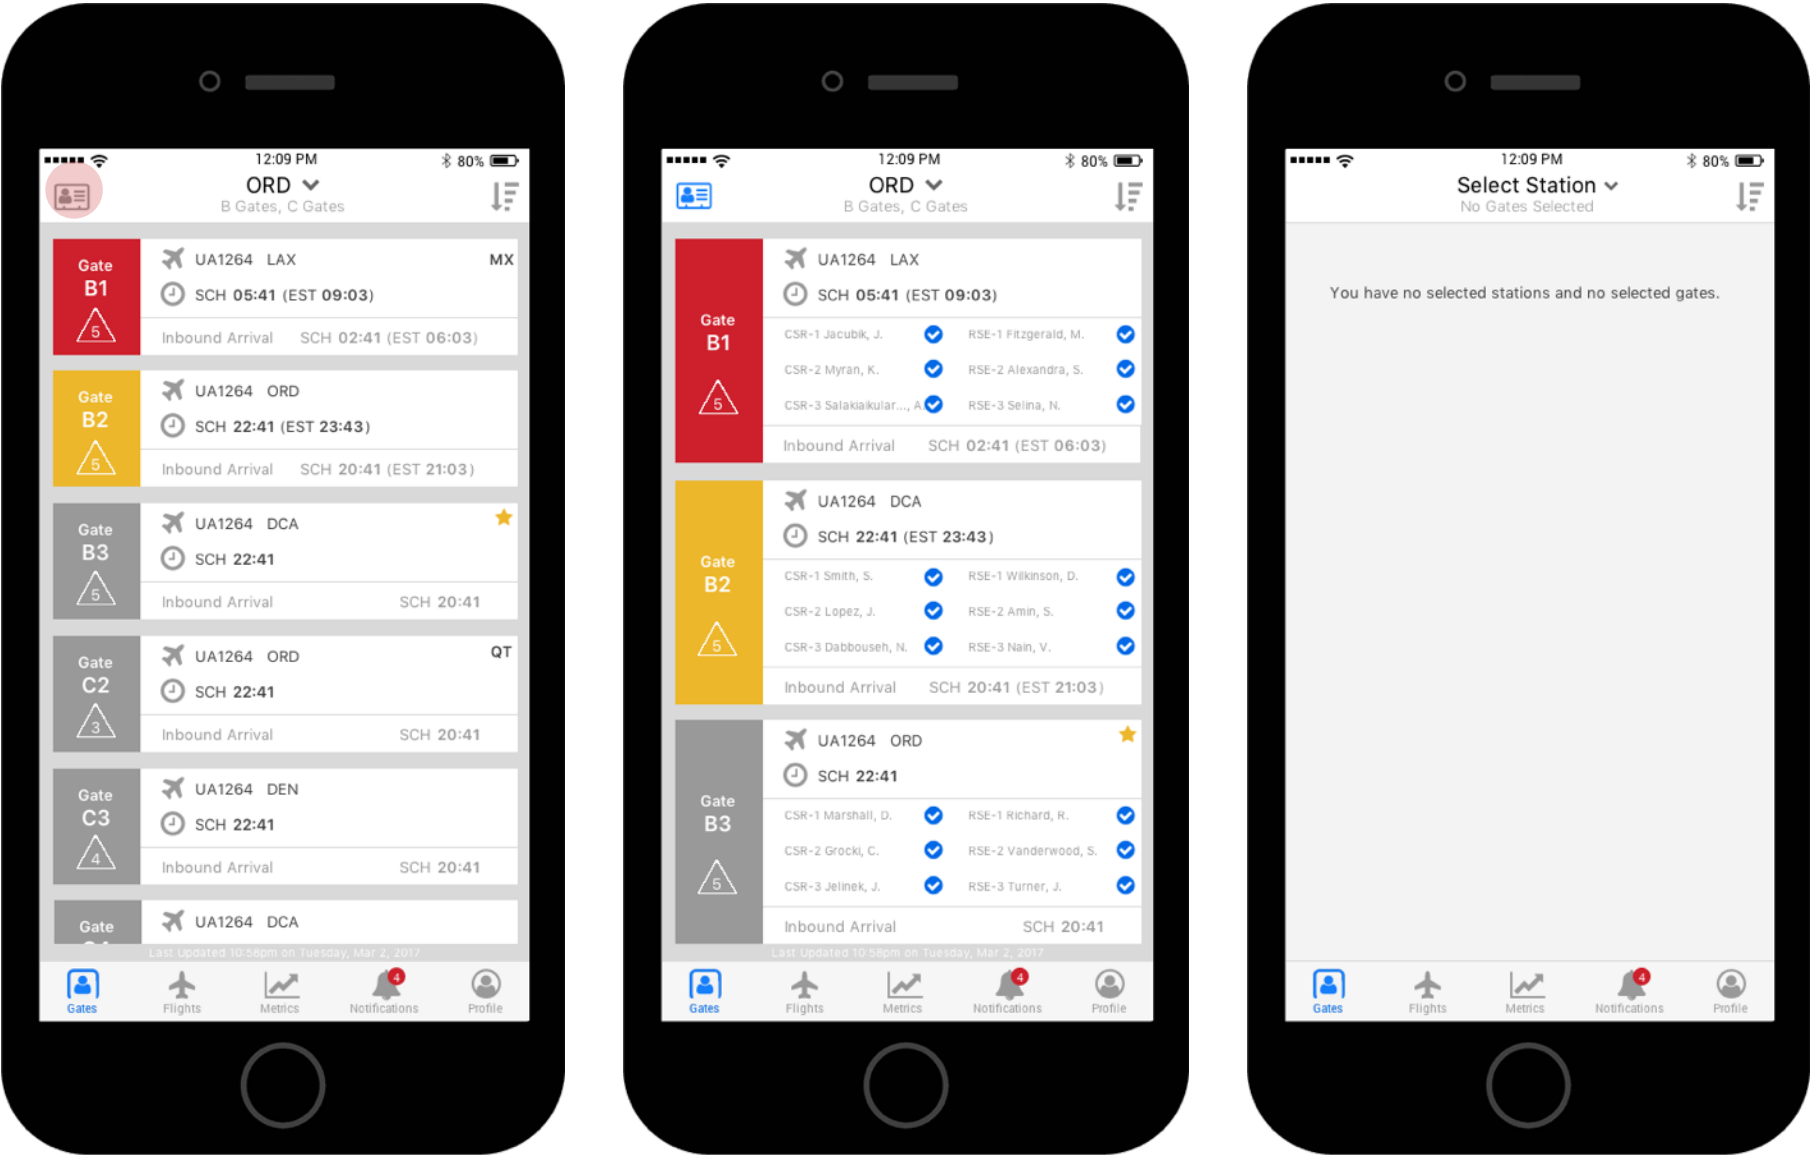 12:09 PM 80%
ORD
B Gates, C Gates
Gate B1 5
UA1264 LAX MX
SCH 05:41 (EST 09:03)
Inbound Arrival SCH 02:41 (EST 06:03)
Gate B2 5
UA1264 ORD
SCH 22:41 (EST 23:43)
Inbound Arrival SCH 20:41 (EST 21:03)
Gate B3 5
UA1264 DCA
SCH 22:41
Inbound Arrival SCH 20:41
Gate C2 3
UA1264 ORD QT
SCH 22:41
Inbound Arrival SCH 20:41
Gate C3 4
UA1264 DEN
SCH 22:41
Inbound Arrival SCH 20:41
Gate
UA1264 DCA
Last Updated 10:58pm on Tuesday, Mar 2, 2017
4
Gates Flights Metrics Notifications Profile
12:09 PM 80%
ORD
B Gates, C Gates
Gate B1 5
UA1264 LAX
SCH 05:41 (EST 09:03)
CSR-1 Jacubik, J. RSE-1 Fitzgerald, M.
CSR-2 Myran, K. RSE-2 Alexandra, S.
CSR-3 Salakiaikular..., A. RSE-3 Selina, N.
Inbound Arrival SCH 02:41 (EST 06:03)
Gate B2 5
UA1264 DCA
SCH 22:41 (EST 23:43)
CSR-1 Smith, S. RSE-1 Wilkinson, D.
CSR-2 Lopez, J. RSE-2 Amin, S.
CSR-3 Dabbouseh, N. RSE-3 Nain, V.
Inbound Arrival SCH 20:41 (EST 21:03)
Gate B3 5
UA1264 ORD
SCH 22:41
CSR-1 Marshall, D. RSE-1 Richard, R.
CSR-2 Grocki, C. RSE-2 Vanderwood, S.
CSR-3 Jelinek, J. RSE-3 Turner, J.
Inbound Arrival SCH 20:41
Last Updated 10:58pm on Tuesday, Mar 2, 2017
4
Gates Flights Metrics Notifications Profile
12:09 PM 80%
Select Station
No Gates Selected
You have no selected stations and no selected gates.
4
Gates Flights Metrics Notifications Profile